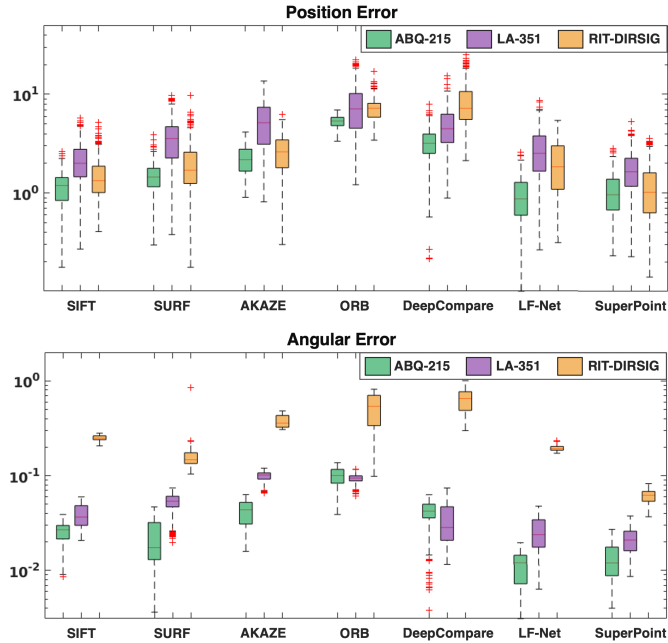 Position Error
ABQ-215 LA-351 RIT-DIRSIG
10¹
10⁰
SIFT SURF AKAZE ORB DeepCompare LF-Net SuperPoint
Angular Error
ABQ-215 LA-351 RIT-DIRSIG
10⁰
10⁻¹
10⁻²
SIFT SURF AKAZE ORB DeepCompare LF-Net SuperPoint